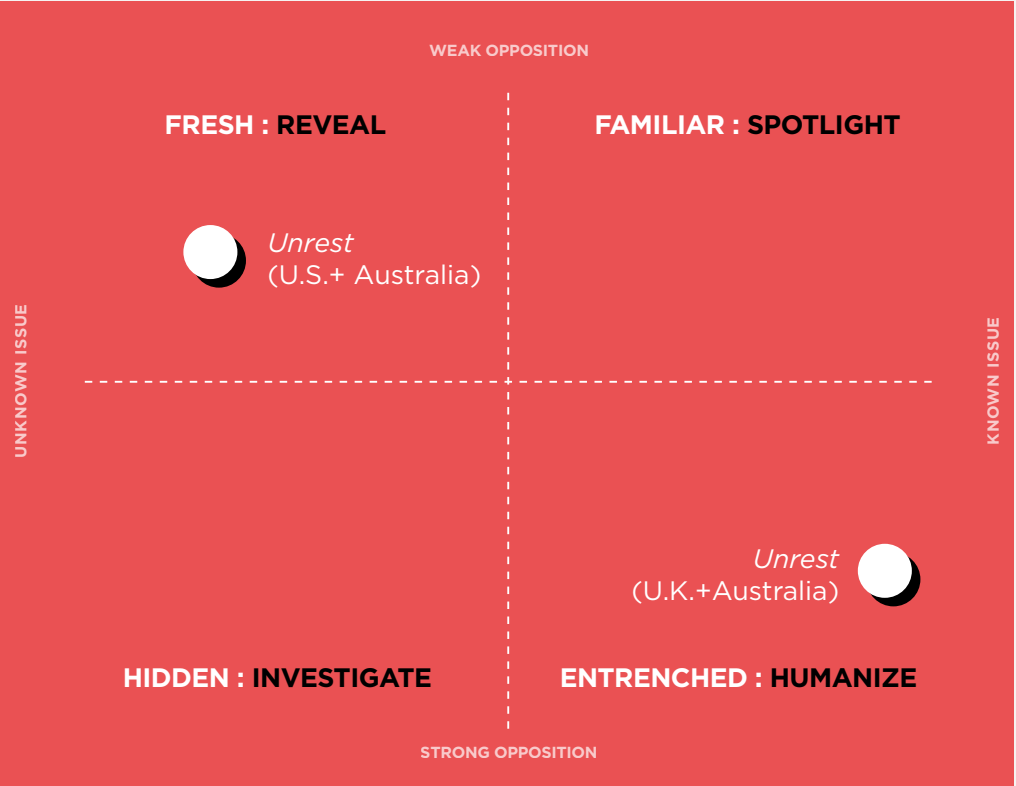 WEAK OPPOSITION
FRESH : REVEAL
FAMILIAR : SPOTLIGHT
Unrest
(U.S.+ Australia)
UNKNOWN ISSUE
KNOWN ISSUE
Unrest
(U.K.+Australia)
HIDDEN : INVESTIGATE
ENTRENCHED : HUMANIZE
STRONG OPPOSITION